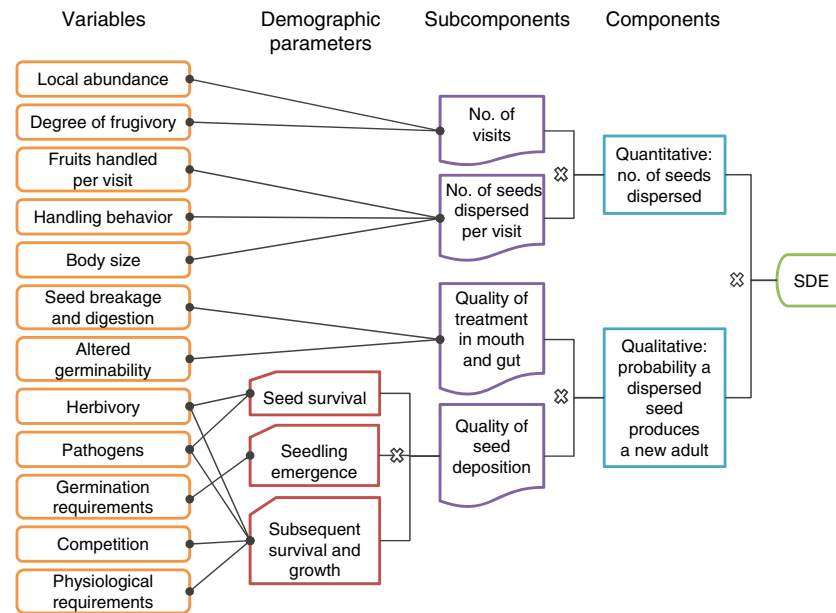 Variables
Demographic
parameters
Subcomponents
Components
Local abundance
Degree of frugivory
Fruits handled
per visit
Handling behavior
Body size
Seed breakage
and digestion
Altered
germinability
Herbivory
Pathogens
Germination
requirements
Competition
Physiological
requirements
Seed survival
Seedling
emergence
Subsequent
survival and
growth
No. of
visits
No. of seeds
dispersed
per visit
Quality of
treatment
in mouth
and gut
Quality of
seed
deposition
Quantitative:
no. of seeds
dispersed
Qualitative:
probability a
dispersed
seed
produces
a new adult
SDE